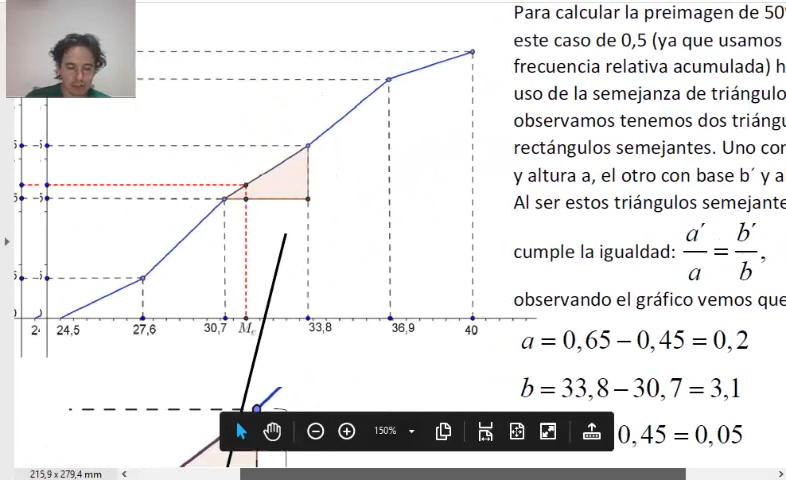 Para calcular la preimagen de 50
este caso de 0,5 (ya que usamos
frecuencia relativa acumulada) h
uso de la semejanza de triángulo
observamos tenemos dos triángu
rectángulos semejantes. Uno con
y altura a, el otro con base b´ y a
Al ser estos triángulos semejante
cumple la igualdad: a´/a = b´/b,
observando el gráfico vemos que
a = 0,65 − 0,45 = 0,2
b = 33,8 − 30,7 = 3,1
0,45 = 0,05
24,5 27,6 30,7 Me 33,8 36,9 40
150%
215,9 x 279,4 mm